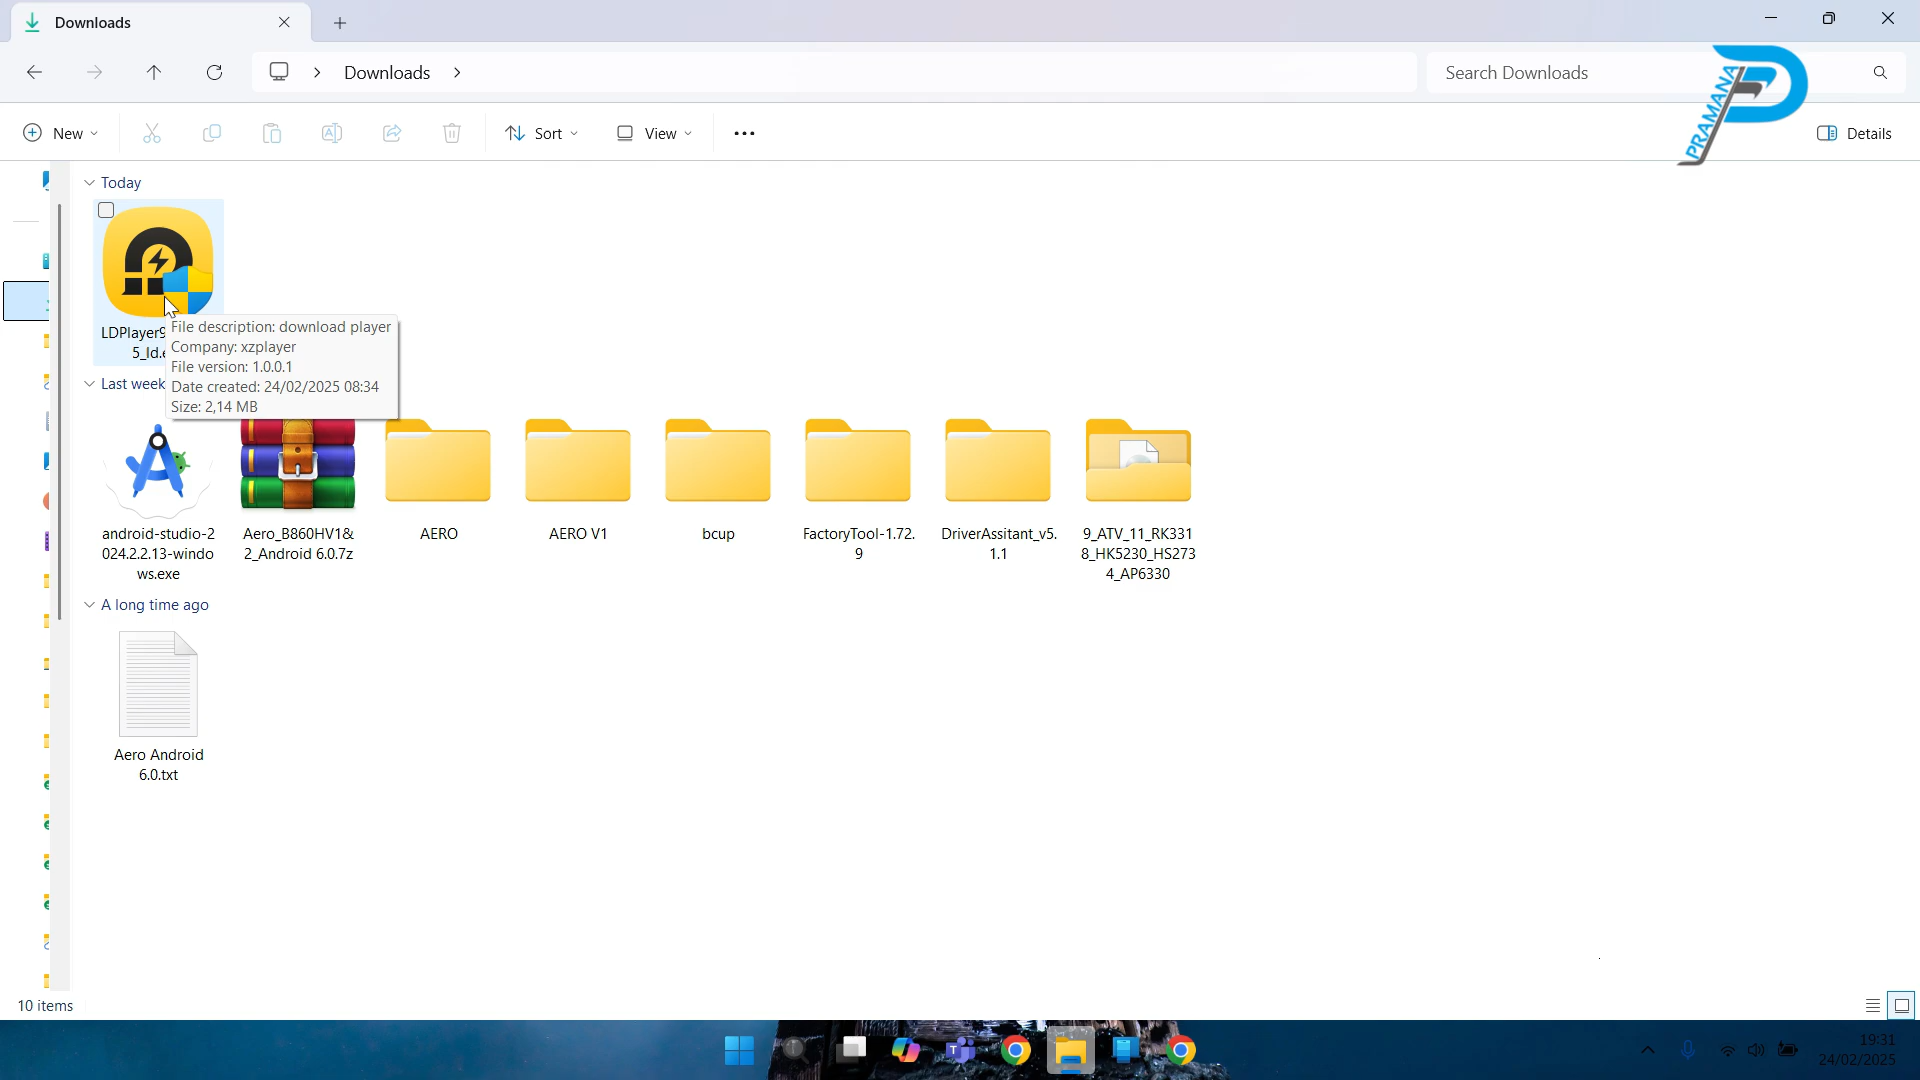 Downloads
Downloads
Search Downloads
PRAMANA
New
Sort
View
Details
Today
LDPlayer9
5_ld.e
File description: download player
Company: xzplayer
File version: 1.0.0.1
Date created: 24/02/2025 08:34
Size: 2,14 MB
Last week
android-studio-2
024.2.2.13-windo
ws.exe
Aero_B860HV1&
2_Android 6.0.7z
AERO
AERO V1
bcup
FactoryTool-1.72.
9
DriverAssitant_v5.
1.1
9_ATV_11_RK331
8_HK5230_HS273
4_AP6330
A long time ago
Aero Android
6.0.txt
10 items
19:31
24/02/2025